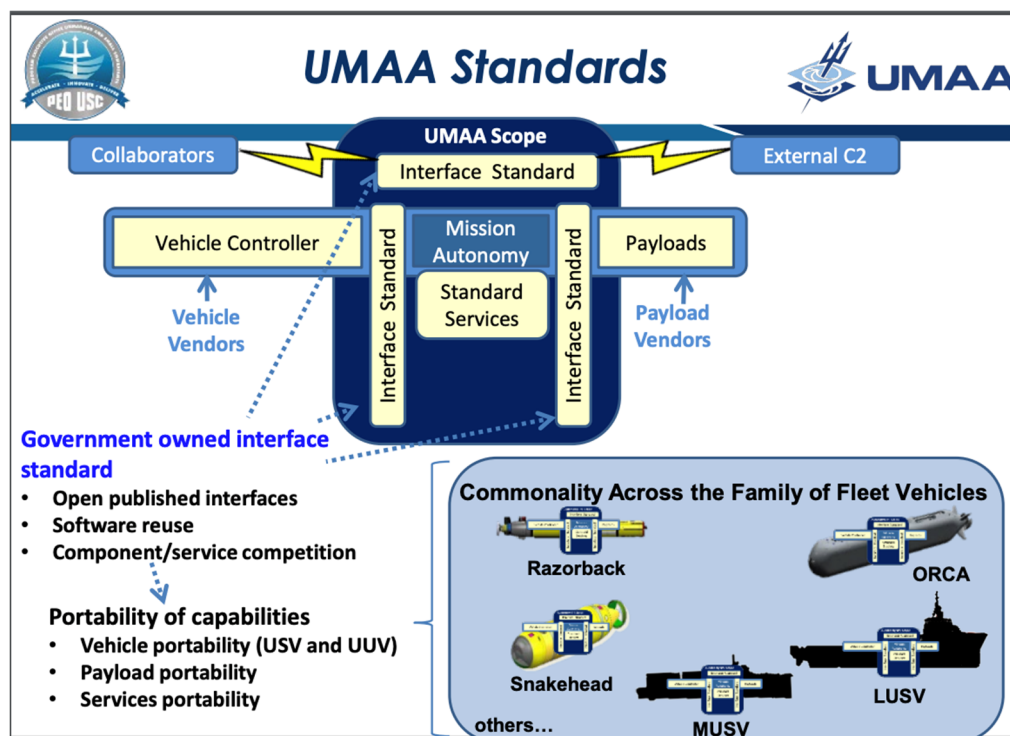 UMAA Standards
PEO USC
UMAA
UMAA Scope
Collaborators
Interface Standard
External C2
Vehicle Controller
Interface Standard
Mission
Autonomy
Standard
Services
Interface Standard
Payloads
Vehicle
Vendors
Payload
Vendors
Government owned interface
standard
• Open published interfaces
• Software reuse
• Component/service competition
Portability of capabilities
• Vehicle portability (USV and UUV)
• Payload portability
• Services portability
Commonality Across the Family of Fleet Vehicles
Razorback
ORCA
Snakehead
LUSV
MUSV
others…